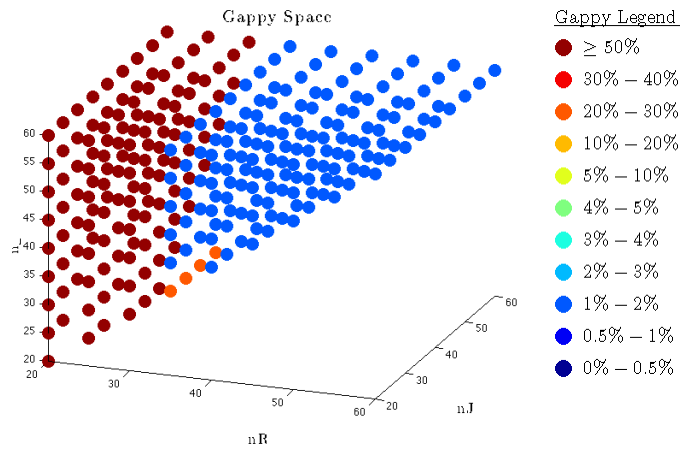 Gappy Space
Gappy Legend
≥ 50%
30% – 40%
20% – 30%
10% – 20%
5% – 10%
4% – 5%
3% – 4%
2% – 3%
1% – 2%
0.5% – 1%
0% – 0.5%
60
55
50
45
40
35
30
25
20
20
30
40
50
60
nR
20
30
40
50
60
nJ